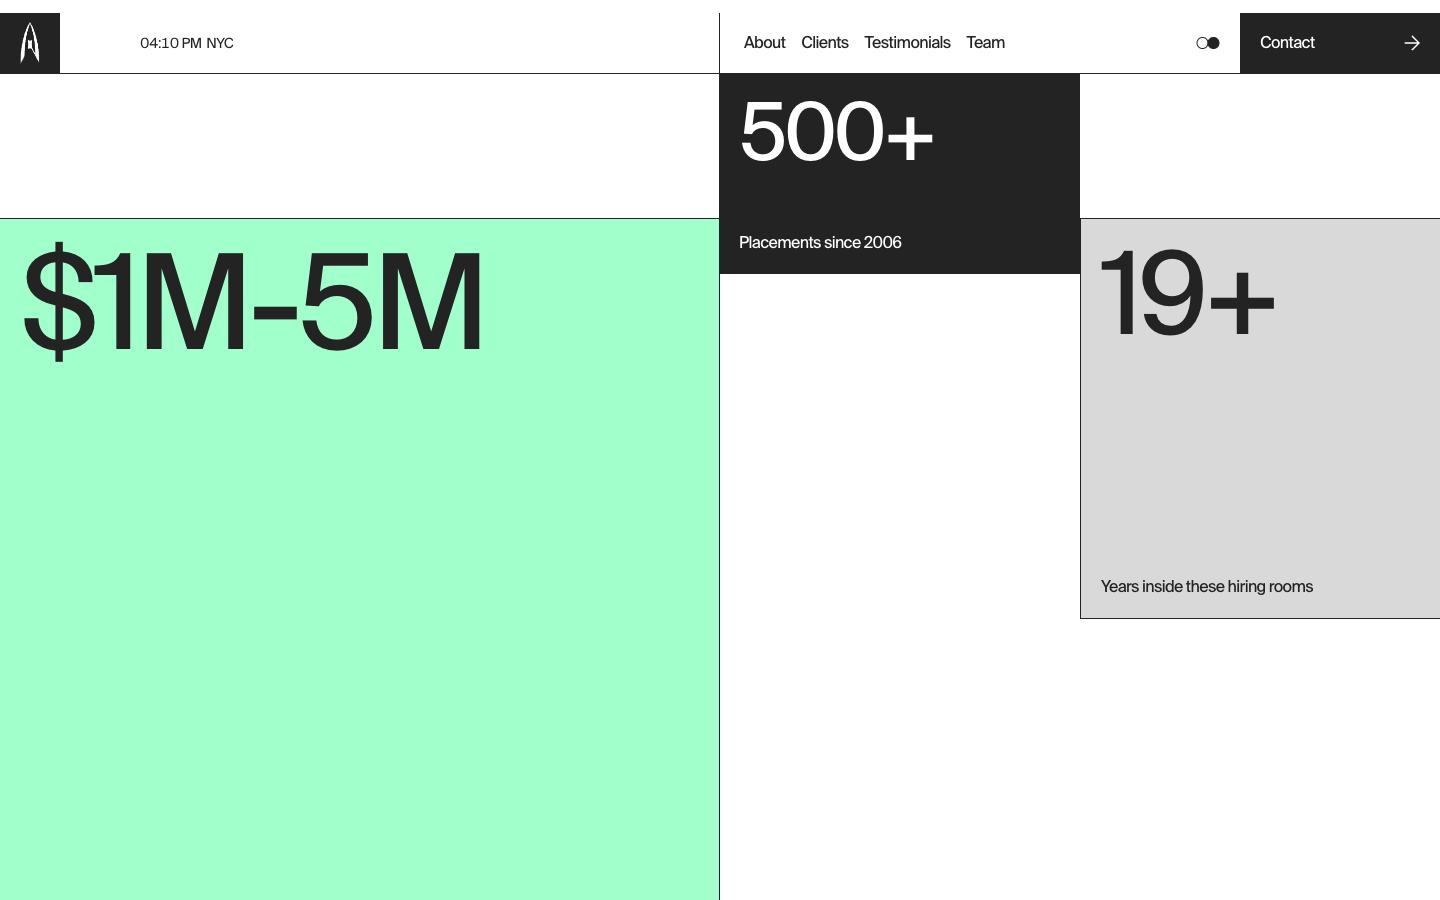 04:10 PM NYC
About Clients Testimonials Team
Contact
500+
Placements since 2006
$1M-5M
19+
Years inside these hiring rooms